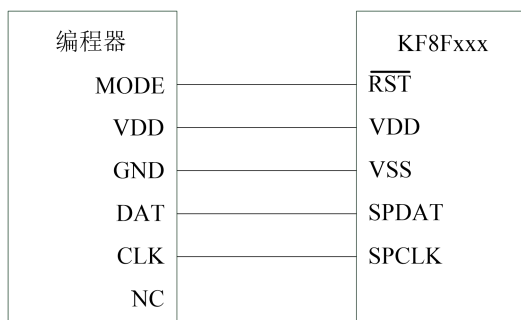 编程器 KF8Fxxx
MODE RST
VDD VDD
GND VSS
DAT SPDAT
CLK SPCLK
NC